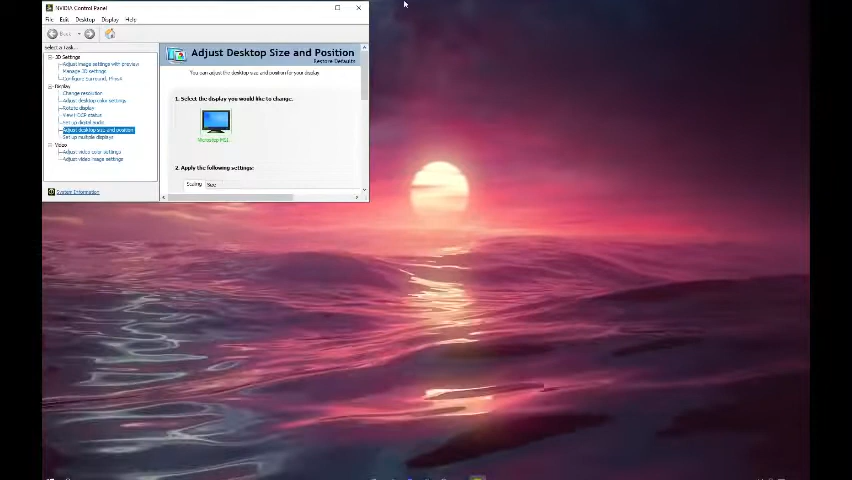 NVIDIA Control Panel
File Edit Desktop Display Help
Back
Select a Task...
3D Settings
Adjust image settings with preview
Manage 3D settings
Configure Surround, PhysX
Display
Change resolution
Adjust desktop color settings
Rotate display
View HDCP status
Set up digital audio
Adjust desktop size and position
Set up multiple displays
Video
Adjust video color settings
Adjust video image settings
System Information
Adjust Desktop Size and Position
Restore Defaults
You can adjust the desktop size and position for your display.
1. Select the display you would like to change.
2. Apply the following settings:
Scaling Size